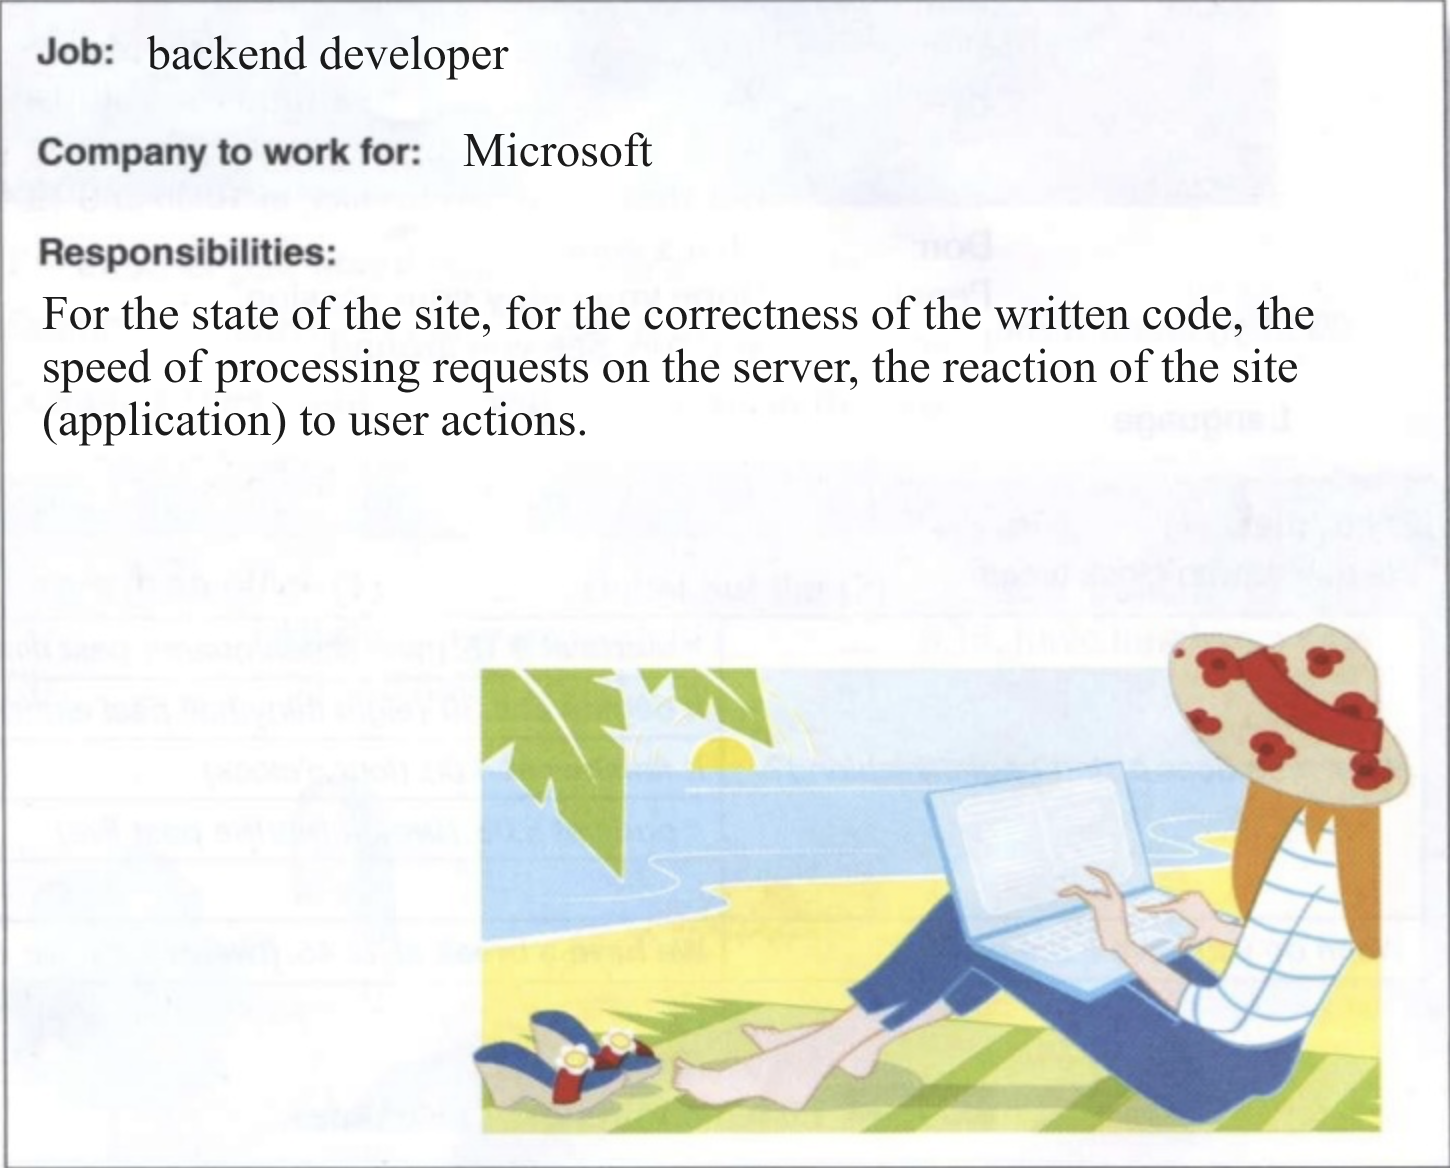 Job: backend developer
Company to work for: Microsoft
Responsibilities:
For the state of the site, for the correctness of the written code, the
speed of processing requests on the server, the reaction of the site
(application) to user actions.